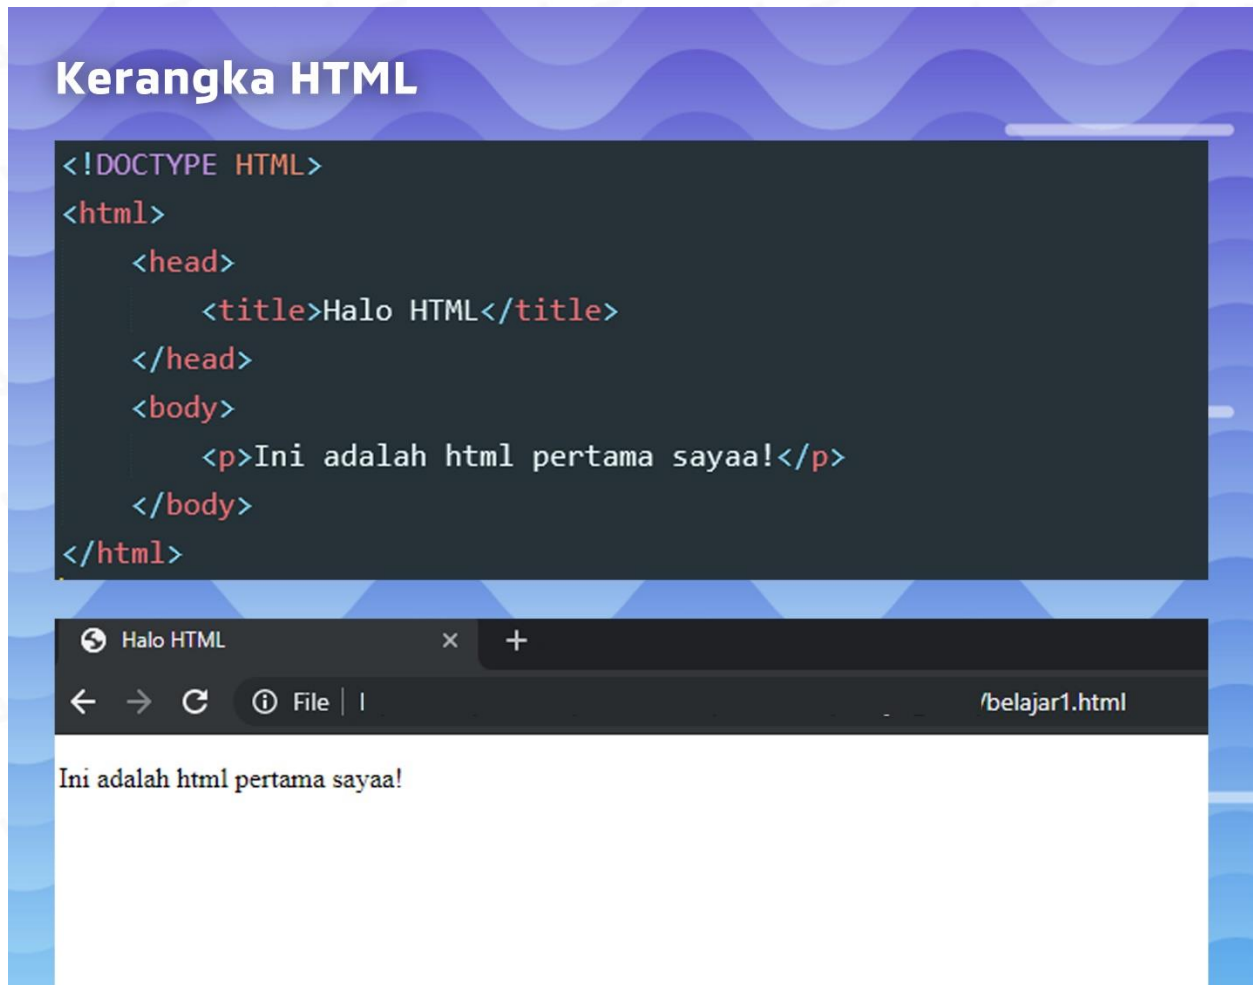 Kerangka HTML
<!DOCTYPE HTML>
<html>
<head>
<title>Halo HTML</title>
</head>
<body>
<p>Ini adalah html pertama sayaa!</p>
</body>
</html>
Halo HTML
File | /belajar1.html
Ini adalah html pertama sayaa!